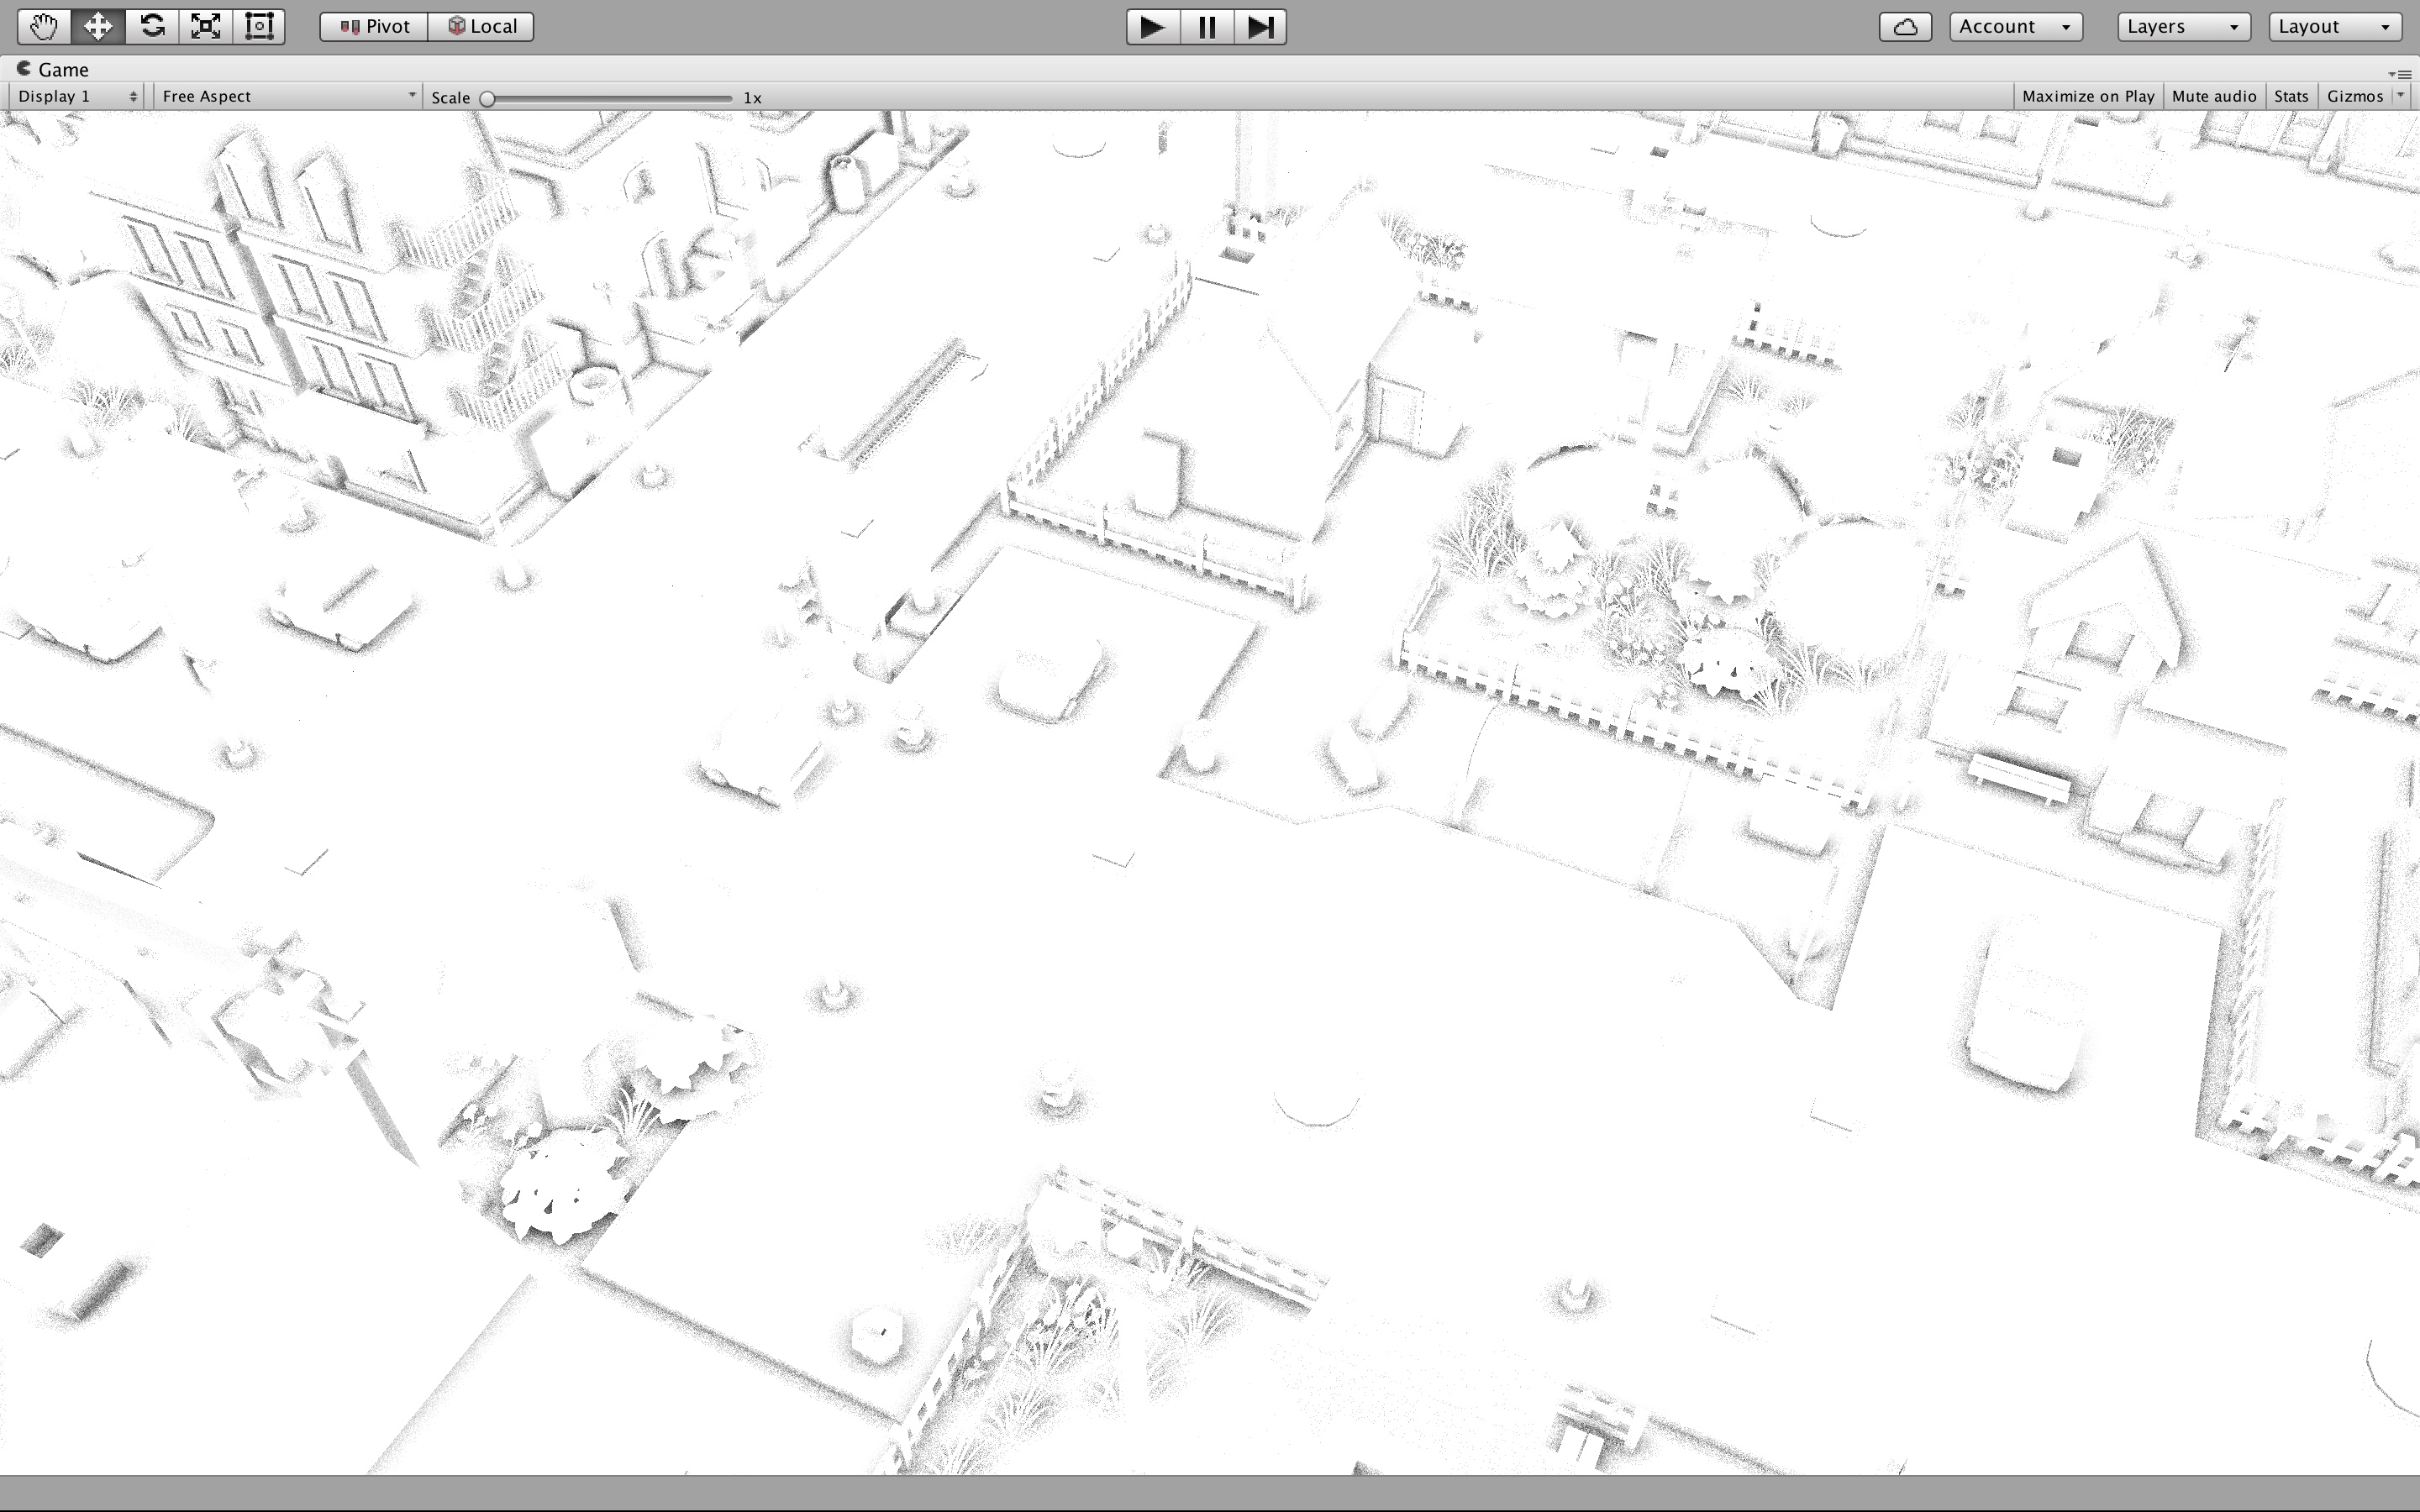 Pivot Local Account Layers Layout
Game
Display 1 Free Aspect Scale 1x Maximize on Play Mute audio Stats Gizmos